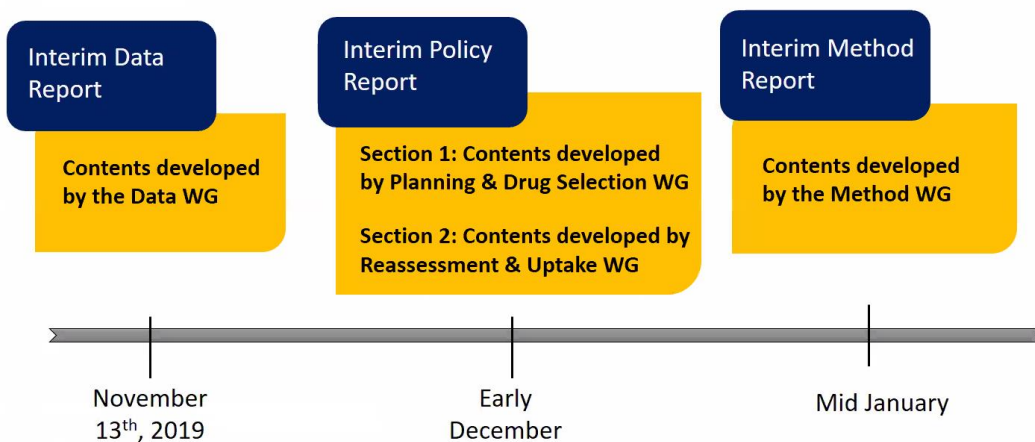 Interim Data
Report
Contents developed
by the Data WG
Interim Policy
Report
Section 1: Contents developed
by Planning & Drug Selection WG
Section 2: Contents developed by
Reassessment & Uptake WG
Interim Method
Report
Contents developed
by the Method WG
November
13th, 2019
Early
December
Mid January